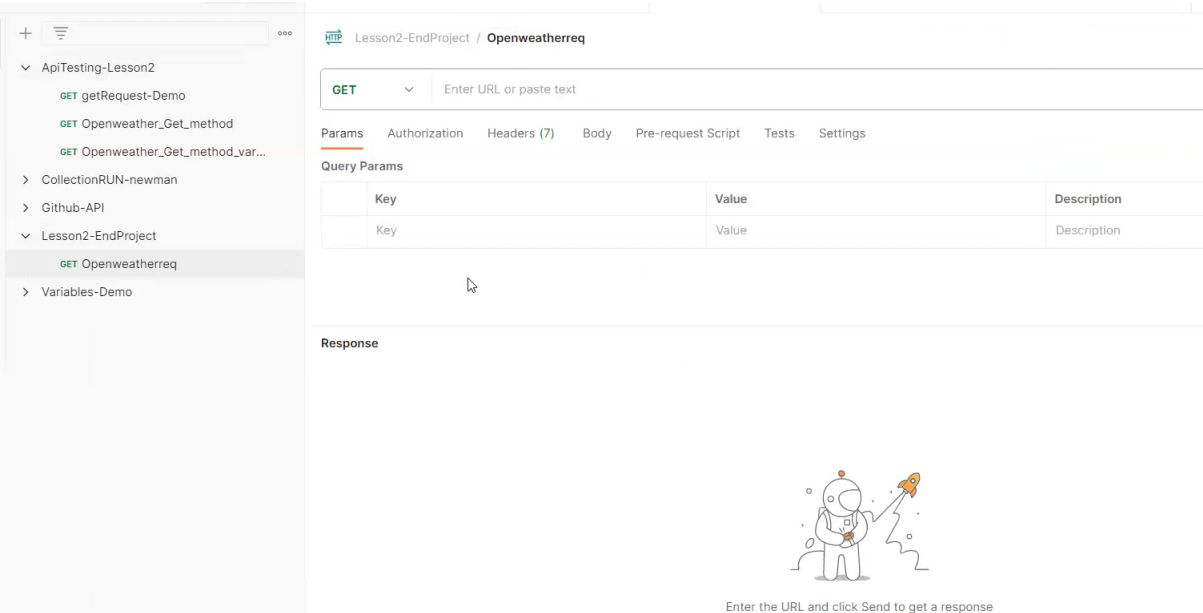 HTTP Lesson2-EndProject / Openweatherreq
ApiTesting-Lesson2
GET getRequest-Demo
GET Openweather_Get_method
GET Openweather_Get_method_var...
CollectionRUN-newman
Github-API
Lesson2-EndProject
GET Openweatherreq
Variables-Demo
GET Enter URL or paste text
Params Authorization Headers (7) Body Pre-request Script Tests Settings
Query Params
Key Value Description
Key Value Description
Response
Enter the URL and click Send to get a response